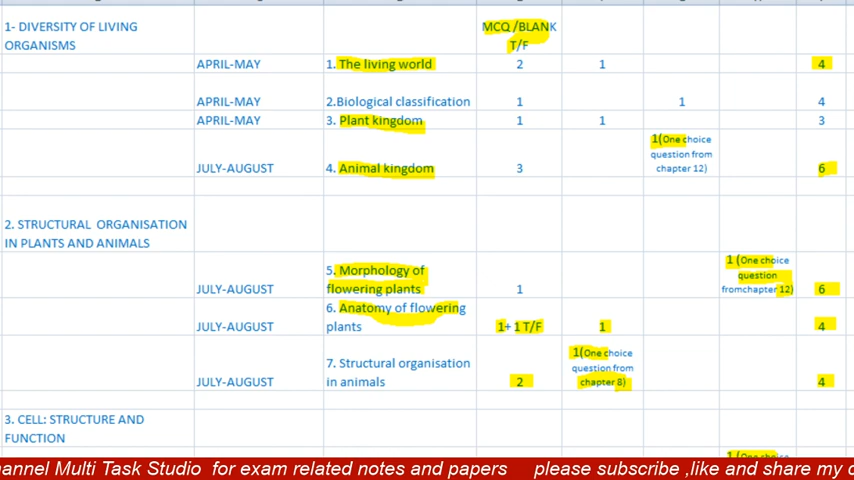 1- DIVERSITY OF LIVING
ORGANISMS
MCQ /BLANK
T/F
APRIL-MAY 1. The living world 2 1 4
APRIL-MAY 2.Biological classification 1 1 4
APRIL-MAY 3. Plant kingdom 1 1 3
1(One choice
question from
chapter 12)
JULY-AUGUST 4. Animal kingdom 3 6
2. STRUCTURAL ORGANISATION
IN PLANTS AND ANIMALS
5. Morphology of
flowering plants
JULY-AUGUST 1
1 (One choice
question
fromchapter 12)
6
6. Anatomy of flowering
plants
JULY-AUGUST 1+ 1 T/F 1 4
7. Structural organisation
in animals
JULY-AUGUST 2
1(One choice
question from
chapter 8)
4
3. CELL: STRUCTURE AND
FUNCTION
1 (One choice
annel Multi Task Studio for exam related notes and papers please subscribe ,like and share my